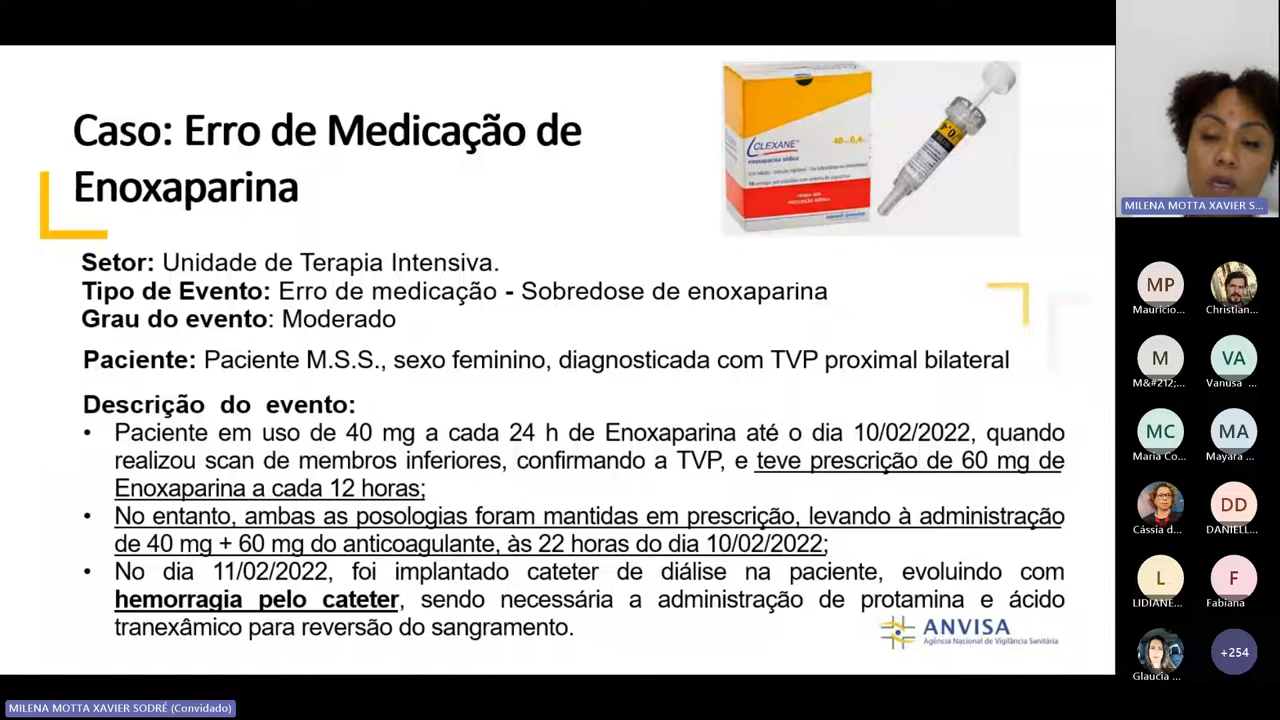 Caso: Erro de Medicação de
Enoxaparina
CLEXANE
enoxaparina sódica
Setor: Unidade de Terapia Intensiva.
Tipo de Evento: Erro de medicação - Sobredose de enoxaparina
Grau do evento: Moderado
Paciente: Paciente M.S.S., sexo feminino, diagnosticada com TVP proximal bilateral
Descrição do evento:
• Paciente em uso de 40 mg a cada 24 h de Enoxaparina até o dia 10/02/2022, quando
realizou scan de membros inferiores, confirmando a TVP, e teve prescrição de 60 mg de
Enoxaparina a cada 12 horas;
• No entanto, ambas as posologias foram mantidas em prescrição, levando à administração
de 40 mg + 60 mg do anticoagulante, às 22 horas do dia 10/02/2022;
• No dia 11/02/2022, foi implantado cateter de diálise na paciente, evoluindo com
hemorragia pelo cateter, sendo necessária a administração de protamina e ácido
tranexâmico para reversão do sangramento.
ANVISA
Agência Nacional de Vigilância Sanitária
MILENA MOTTA XAVIER S...
MP
Maurício...
Christian...
M
M&#212;...
VA
Vanusa ...
MC
Maria Co...
MA
Mayara ...
Cássia d...
DD
DANIELL...
L
LIDIANE...
F
Fabiana
Glaucia ...
+254
MILENA MOTTA XAVIER SODRÉ (Convidado)